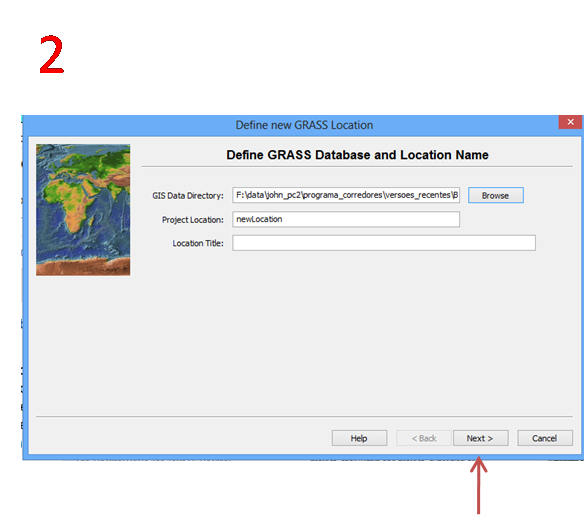 2
Define new GRASS Location
Define GRASS Database and Location Name
GIS Data Directory: F:\data\john_pc2\programa_corredores\versoes_recentes\B Browse
Project Location: newLocation
Location Title:
Help < Back Next > Cancel